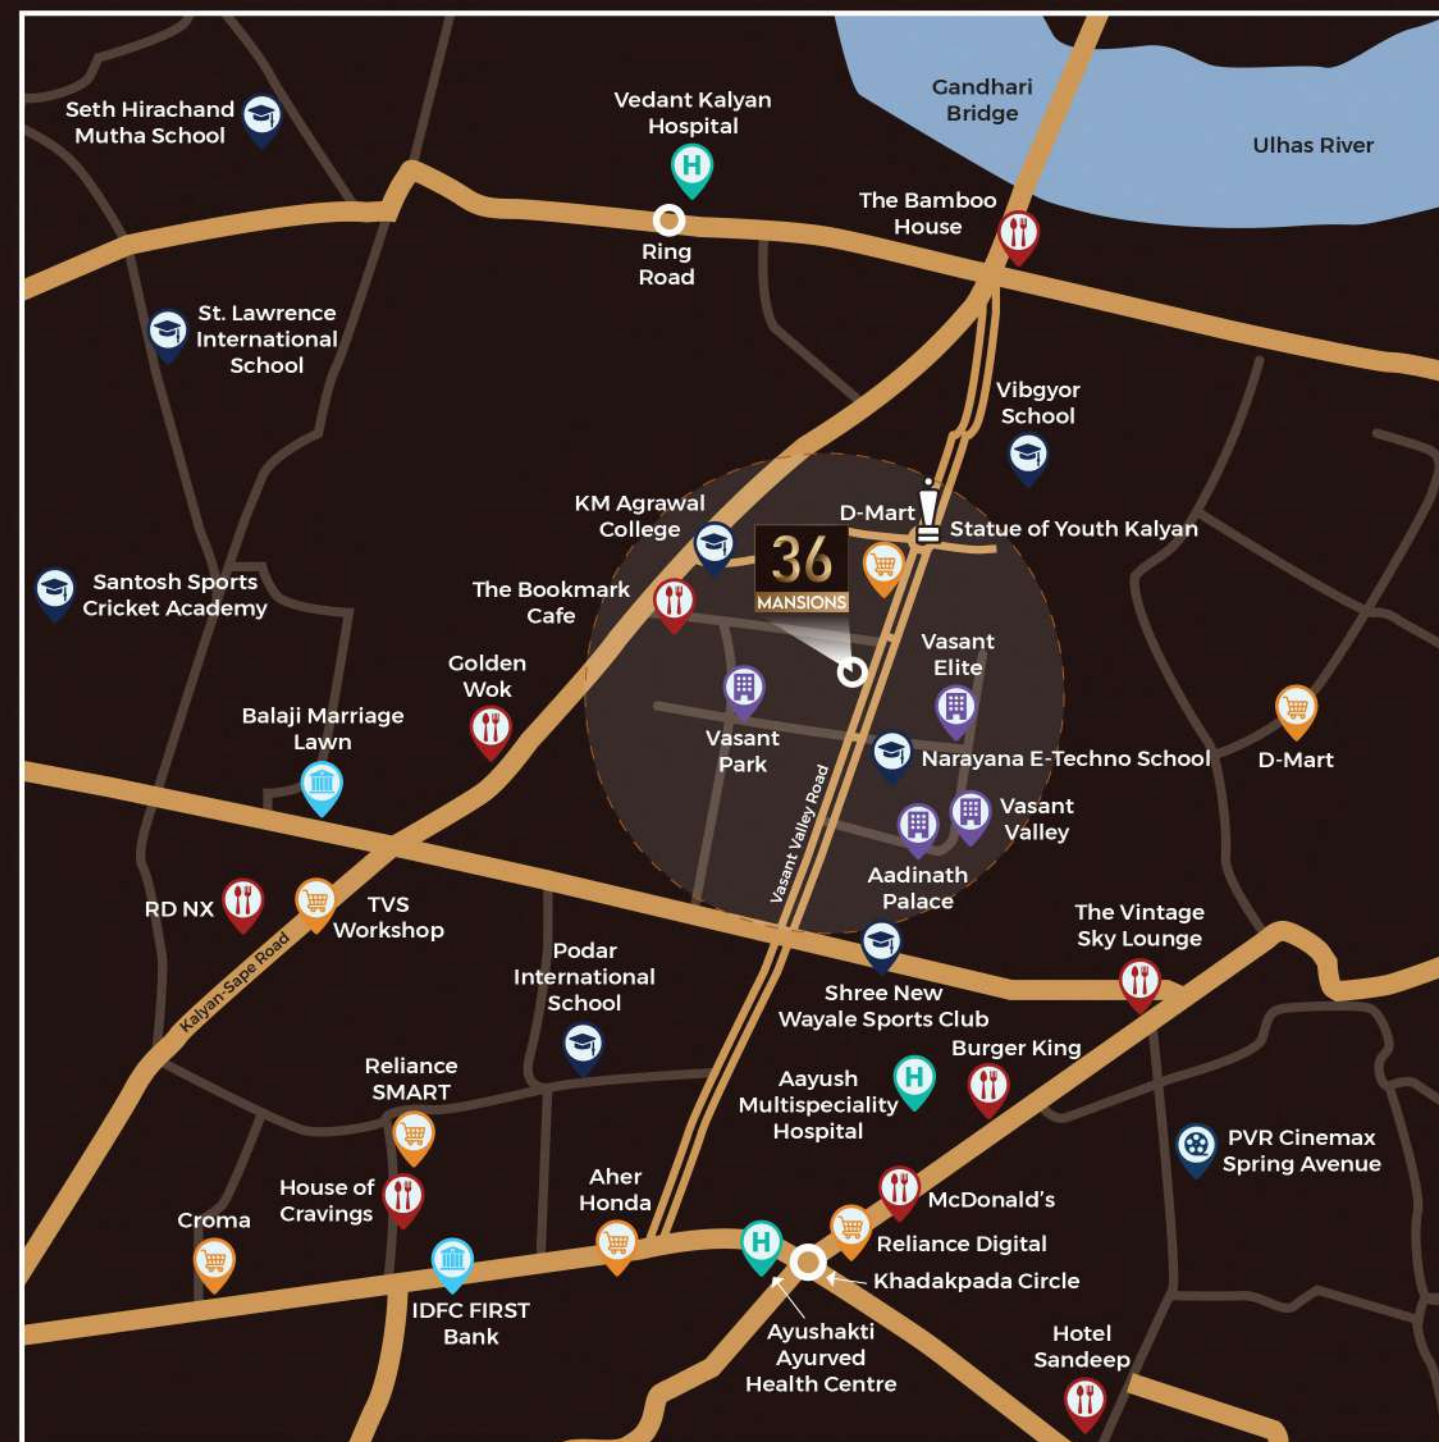 Gandhari
Bridge
Ulhas River
Seth Hirachand
Mutha School
Vedant Kalyan
Hospital
H
The Bamboo
House
Ring
Road
St. Lawrence
International
School
Vibgyor
School
KM Agrawal
College
D-Mart
Statue of Youth Kalyan
36
MANSIONS
Santosh Sports
Cricket Academy
The Bookmark
Cafe
Golden
Wok
Vasant
Elite
Balaji Marriage
Lawn
Vasant
Park
Narayana E-Techno School
D-Mart
Vasant Valley Road
Vasant
Valley
Aadinath
Palace
RD NX
TVS
Workshop
The Vintage
Sky Lounge
Kalyan-Sape Road
Podar
International
School
Shree New
Wayale Sports Club
Burger King
Reliance
SMART
Aayush
Multispeciality
Hospital
H
PVR Cinemax
Spring Avenue
House of
Cravings
Aher
Honda
McDonald's
Croma
H
Reliance Digital
Khadakpada Circle
IDFC FIRST
Bank
Ayushakti
Ayurved
Health Centre
Hotel
Sandeep